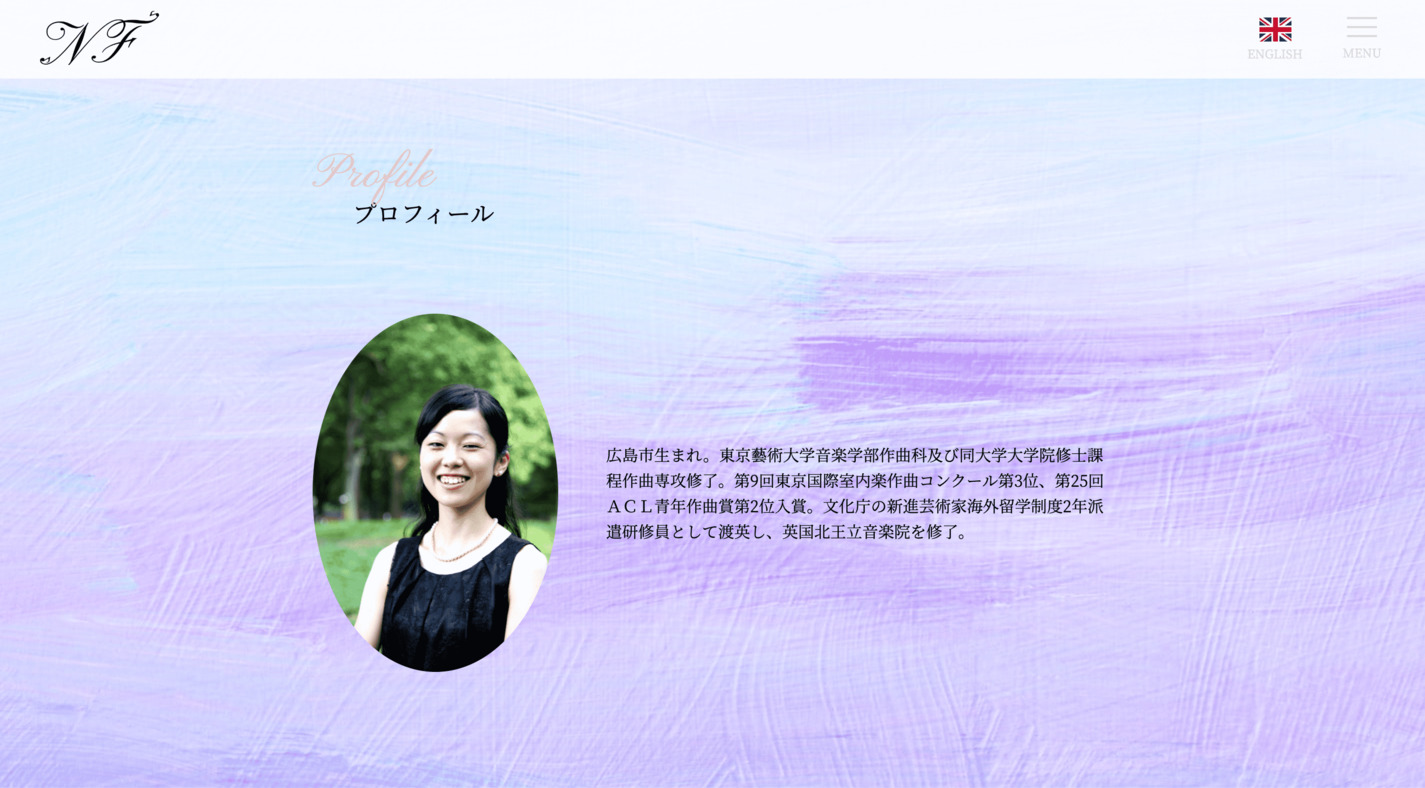 NF
ENGLISH
MENU
Profile
プロフィール
広島市生まれ。東京藝術大学音楽学部作曲科及び同大学大学院修士課
程作曲専攻修了。第9回東京国際室内楽作曲コンクール第3位、第25回
ＡＣＬ青年作曲賞第2位入賞。文化庁の新進芸術家海外留学制度2年派
遣研修員として渡英し、英国北王立音楽院を修了。